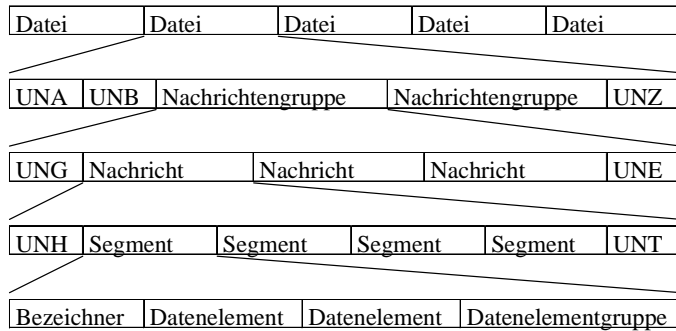 Datei Datei Datei Datei Datei
UNA UNB Nachrichtengruppe Nachrichtengruppe UNZ
UNG Nachricht Nachricht Nachricht UNE
UNH Segment Segment Segment Segment UNT
Bezeichner Datenelement Datenelement Datenelementgruppe